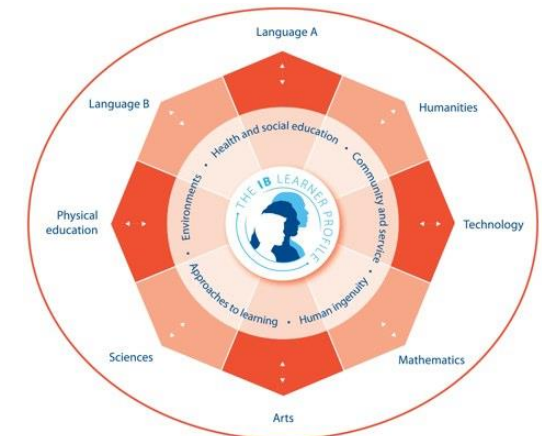 Language A
Language B
Humanities
Health and social education
Environments
Community and service
THE IB LEARNER PROFILE
Physical
education
Technology
Approaches to learning
Human ingenuity
Sciences
Mathematics
Arts